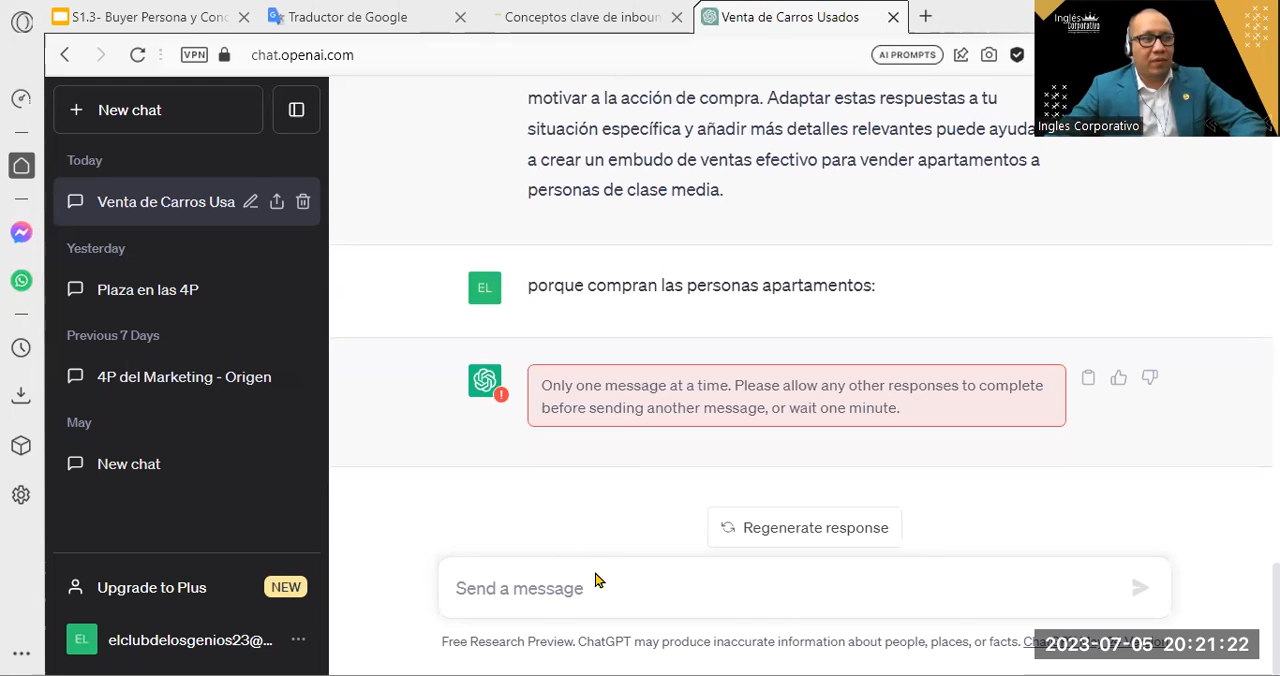 S1.3- Buyer Persona y Con
Traductor de Google
Conceptos clave de inboun
Venta de Carros Usados
VPN
chat.openai.com
AI PROMPTS
Inglés
Corporativo
Inglés Corporativo
New chat
Today
Venta de Carros Usa
Yesterday
Plaza en las 4P
Previous 7 Days
4P del Marketing - Origen
May
New chat
Upgrade to Plus
NEW
EL
elclubdelosgenios23@...
motivar a la acción de compra. Adaptar estas respuestas a tu
situación específica y añadir más detalles relevantes puede ayuda
a crear un embudo de ventas efectivo para vender apartamentos a
personas de clase media.
EL
porque compran las personas apartamentos:
Only one message at a time. Please allow any other responses to complete
before sending another message, or wait one minute.
Regenerate response
Send a message
Free Research Preview. ChatGPT may produce inaccurate information about people, places, or facts.
2023-07-05 20:21:22